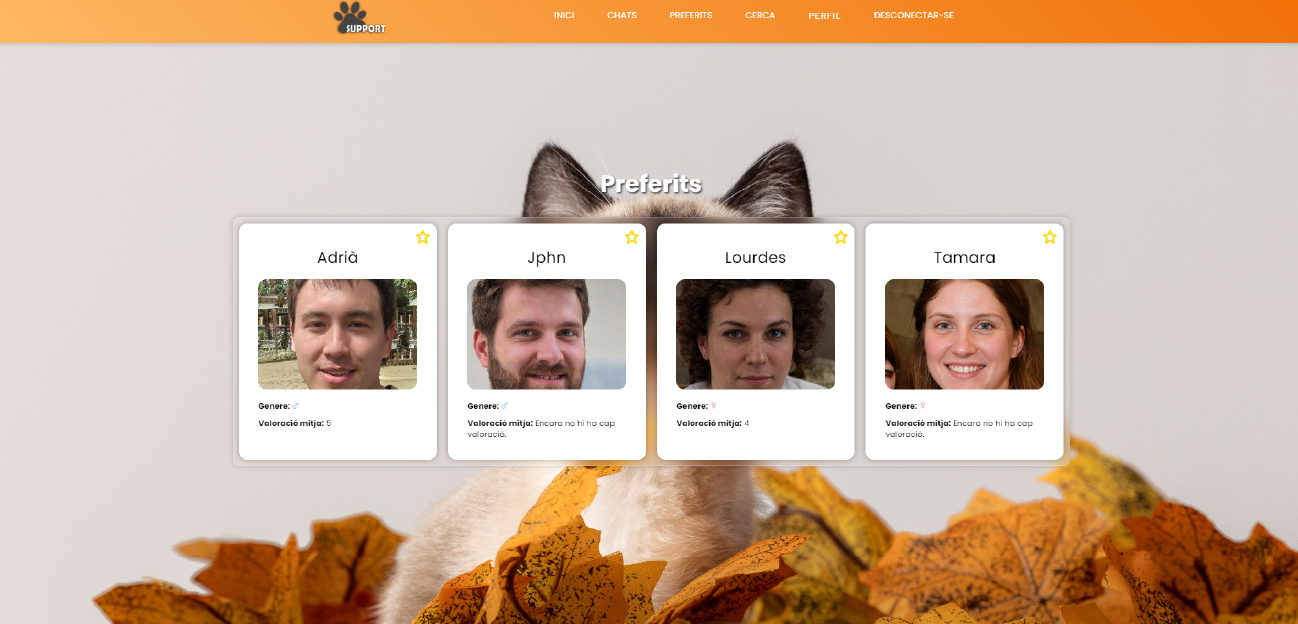 SUPPORT
INICI CHATS PREFERITS CERCA PERFIL DESCONECTAR-SE
Preferits
Adrià
Genere: ♂
Valoració mitja: 5
Jphn
Genere: ♂
Valoració mitja: Encara no hi ha cap
valoració.
Lourdes
Genere: ♀
Valoració mitja: 4
Tamara
Genere: ♀
Valoració mitja: Encara no hi ha cap
valoració.